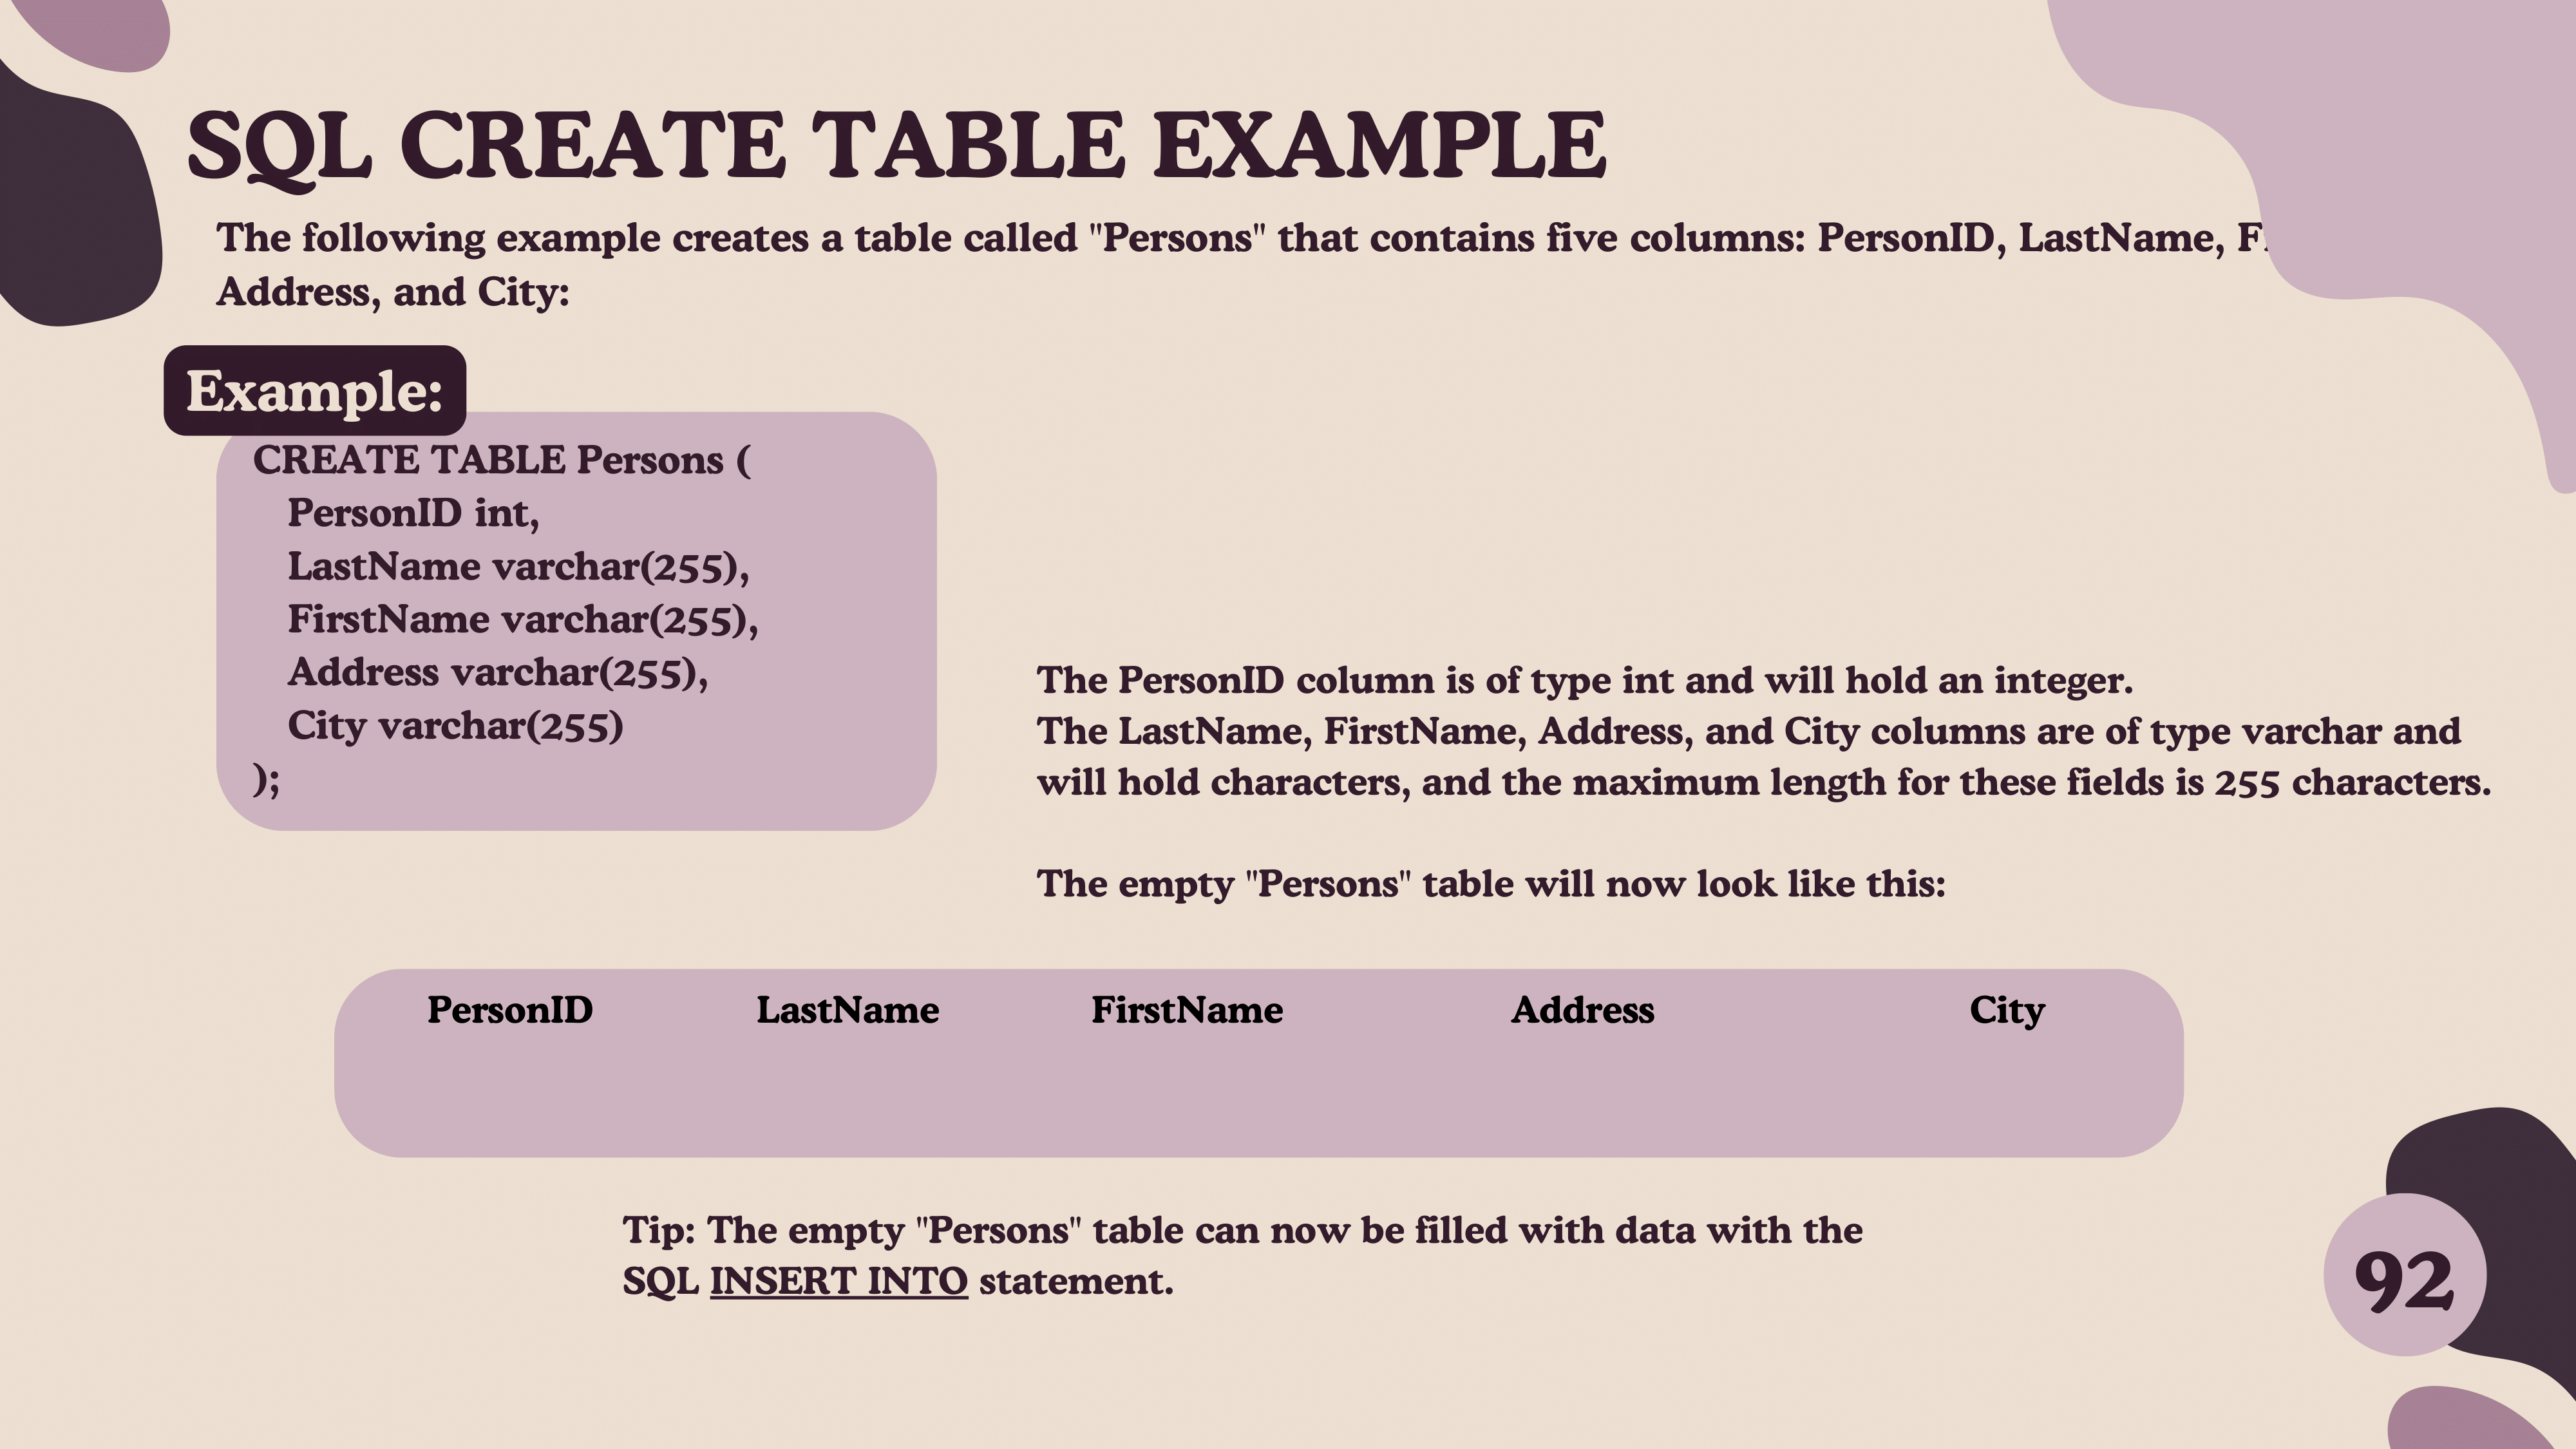 SQL CREATE TABLE EXAMPLE
The following example creates a table called "Persons" that contains five columns: PersonID, LastName,
Address, and City:
Example:
CREATE TABLE Persons (
PersonID int,
LastName varchar(255),
FirstName varchar(255),
Address varchar(255),
City varchar(255)
);
The PersonID column is of type int and will hold an integer.
The LastName, FirstName, Address, and City columns are of type varchar and
will hold characters, and the maximum length for these fields is 255 characters.
The empty "Persons" table will now look like this:
PersonID LastName FirstName Address City
Tip: The empty "Persons" table can now be filled with data with the
SQL INSERT INTO statement.
92